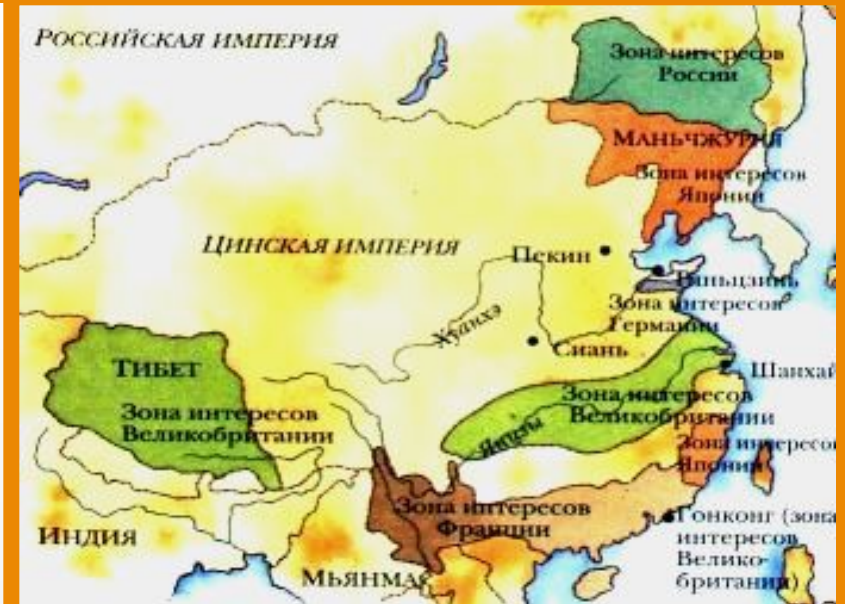 РОССИЙСКАЯ ИМПЕРИЯ
Зона интересов
России
МАНЬЧЖУРИЯ
Зона интересов
Японии
ЦИНСКАЯ ИМПЕРИЯ
Пекин
Хуанхэ
Зона интересов
Германии
Сиань
Шанхай
ТИБЕТ
Зона интересов
Великобритании
Зона интересов
Великобритании
Янцзы
Зона интересов
Японии
Зона интересов
Франции
Гонконг (зона
интересов
Велико-
британии)
ИНДИЯ
МЬЯНМА